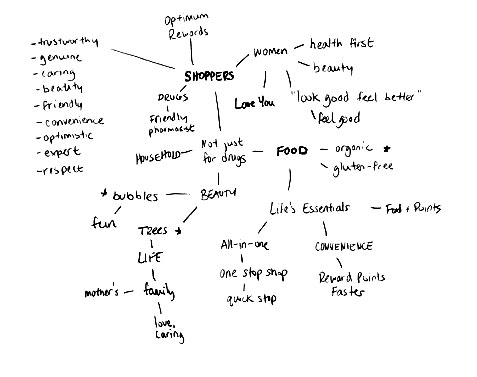 Optimum
Rewards
- trustworthy
- genuine
- caring
- beauty
- friendly
- convenience
- optimistic
- expert
- respect
SHOPPERS
women
- health first
beauty
Love You
"look good feel better"
feel good
DRUGS
Friendly
pharmacist
HOUSEHOLD
Not just
for drugs
FOOD
- organic *
- gluten-free
* bubbles
BEAUTY
fun
TREES *
LIFE
mother's - family
love,
caring
Life's Essentials
- Food + Points
All-in-one
one stop shop
quick stop
CONVENIENCE
Reward Points
Faster